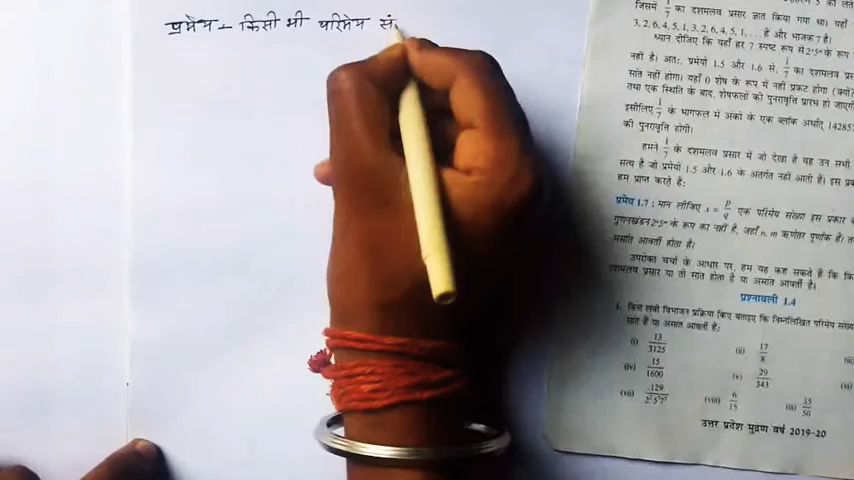 प्रमेय - किसी भी परिमेय सं
जिसमें 1/7 का दशमलव प्रसार ज्ञात किया गया था। यहाँ
3, 2, 6, 4, 5, 1, 3, 2, 6, 4, 5, 1, . . . हैं और भाजक 7 है।
ध्यान दीजिए कि यहाँ हर 7 स्पष्ट रूप से 2ⁿ5ᵐ के रूप
नहीं है। अत:, प्रमेयों 1.5 और 1.6 से, 1/7 का दशमलव प्रसार
सांत नहीं होगा। यहाँ 0 शेष के रूप में नहीं प्रकट होगा (क्यों?)
तथा एक स्थिति के बाद, शेषफलों की पुनरावृत्ति प्रारंभ हो जाएगी
इसीलिए 1/7 के भागफल में अंकों के एक ब्लॉक अर्थात् 14285
की पुनरावृत्ति होगी।
हमने 1/7 के दशमलव प्रसार में जो देखा है वह उन सभी
सत्य है जो प्रमेयों 1.5 और 1.6 के अंतर्गत नहीं आती हैं। इस प्रका
हम प्राप्त करते हैं:
प्रमेय 1.7 : मान लीजिए x = p/q एक परिमेय संख्या इस प्रकार
गुणनखंडन 2ⁿ5ᵐ के रूप का नहीं है, जहाँ n, m ऋणेतर पूर्णांक हैं। त
असांत आवर्ती होता है।
उपरोक्त चर्चा के आधार पर, हम यह कह सकते हैं कि
दशमलव प्रसार या तो सांत होता है या असांत आवर्ती है।
प्रश्नावली 1.4
1. बिना लंबी विभाजन प्रक्रिया किए बताइए कि निम्नलिखित परिमेय संख्या
सांत हैं या असांत आवर्ती हैं:
(i) 13/3125 (ii) 17/8
(iv) 15/1600 (v) 29/343
(vii) 129/2²5⁷7⁵ (viii) 6/15 (ix) 35/50
उत्तर प्रदेश मुद्रण वर्ष 2019-20